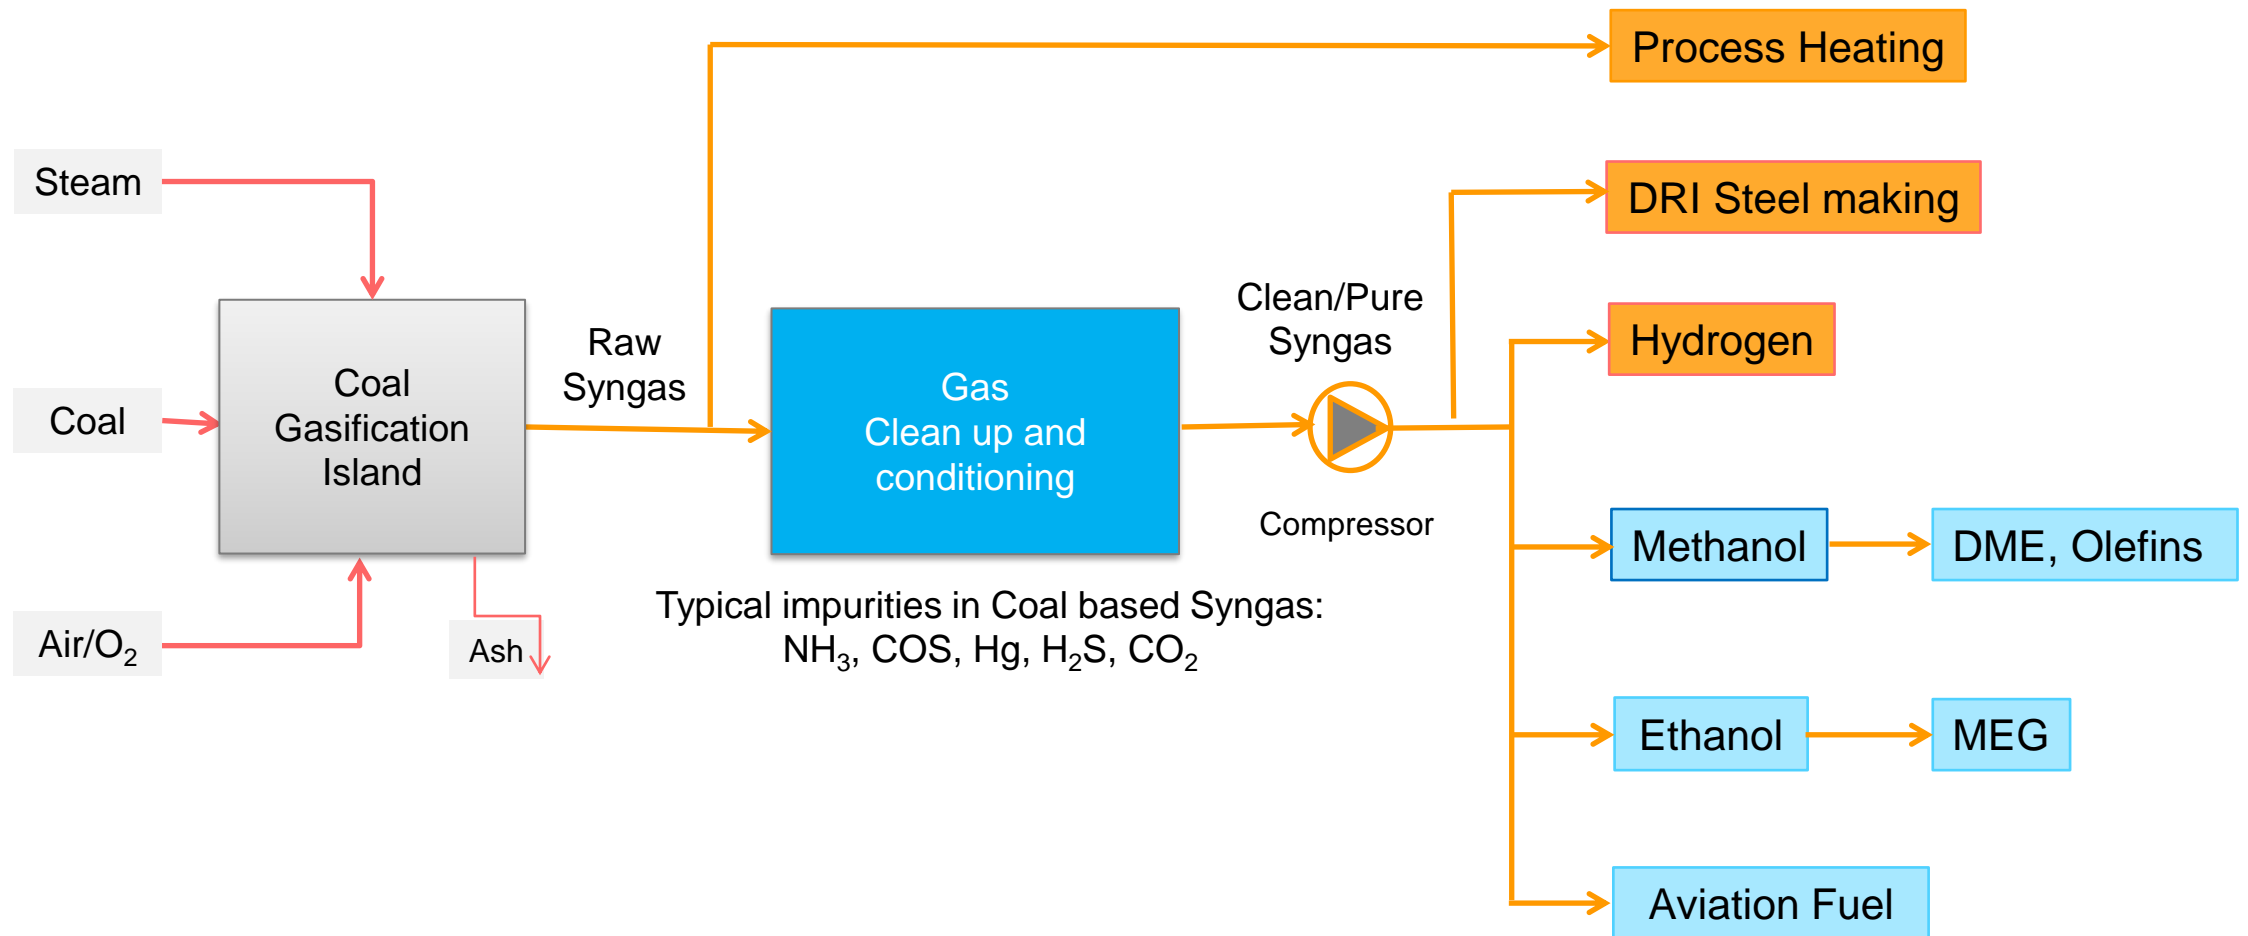 Process Heating
Steam
DRI Steel making
Clean/Pure
Syngas
Hydrogen
Raw
Syngas
Coal
Coal
Gasification
Island
Gas
Clean up and
conditioning
Compressor
Methanol
DME, Olefins
Typical impurities in Coal based Syngas:
NH₃, COS, Hg, H₂S, CO₂
Air/O₂
Ash
Ethanol
MEG
Aviation Fuel